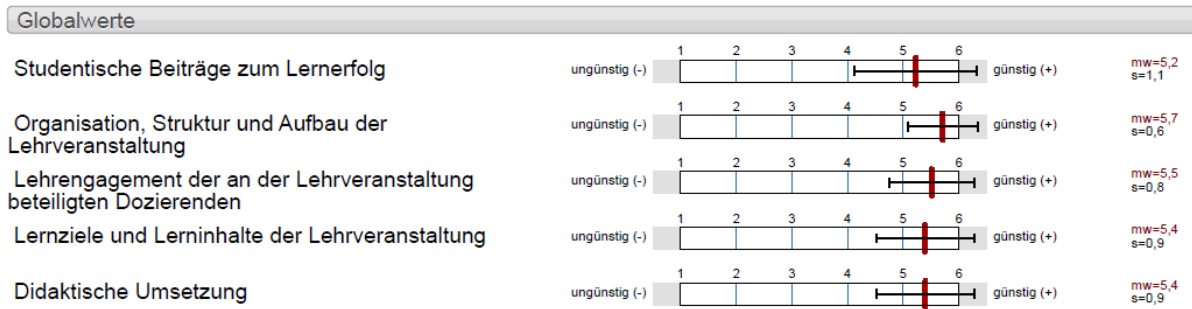 Globalwerte
1 2 3 4 5 6
Studentische Beiträge zum Lernerfolg ungünstig (-) günstig (+) mw=5,2
s=1,1
1 2 3 4 5 6
Organisation, Struktur und Aufbau der ungünstig (-) günstig (+) mw=5,7
Lehrveranstaltung s=0,6
1 2 3 4 5 6
Lehrengagement der an der Lehrveranstaltung ungünstig (-) günstig (+) mw=5,5
beteiligten Dozierenden s=0,8
1 2 3 4 5 6
Lernziele und Lerninhalte der Lehrveranstaltung ungünstig (-) günstig (+) mw=5,4
s=0,9
1 2 3 4 5 6
Didaktische Umsetzung ungünstig (-) günstig (+) mw=5,4
s=0,9